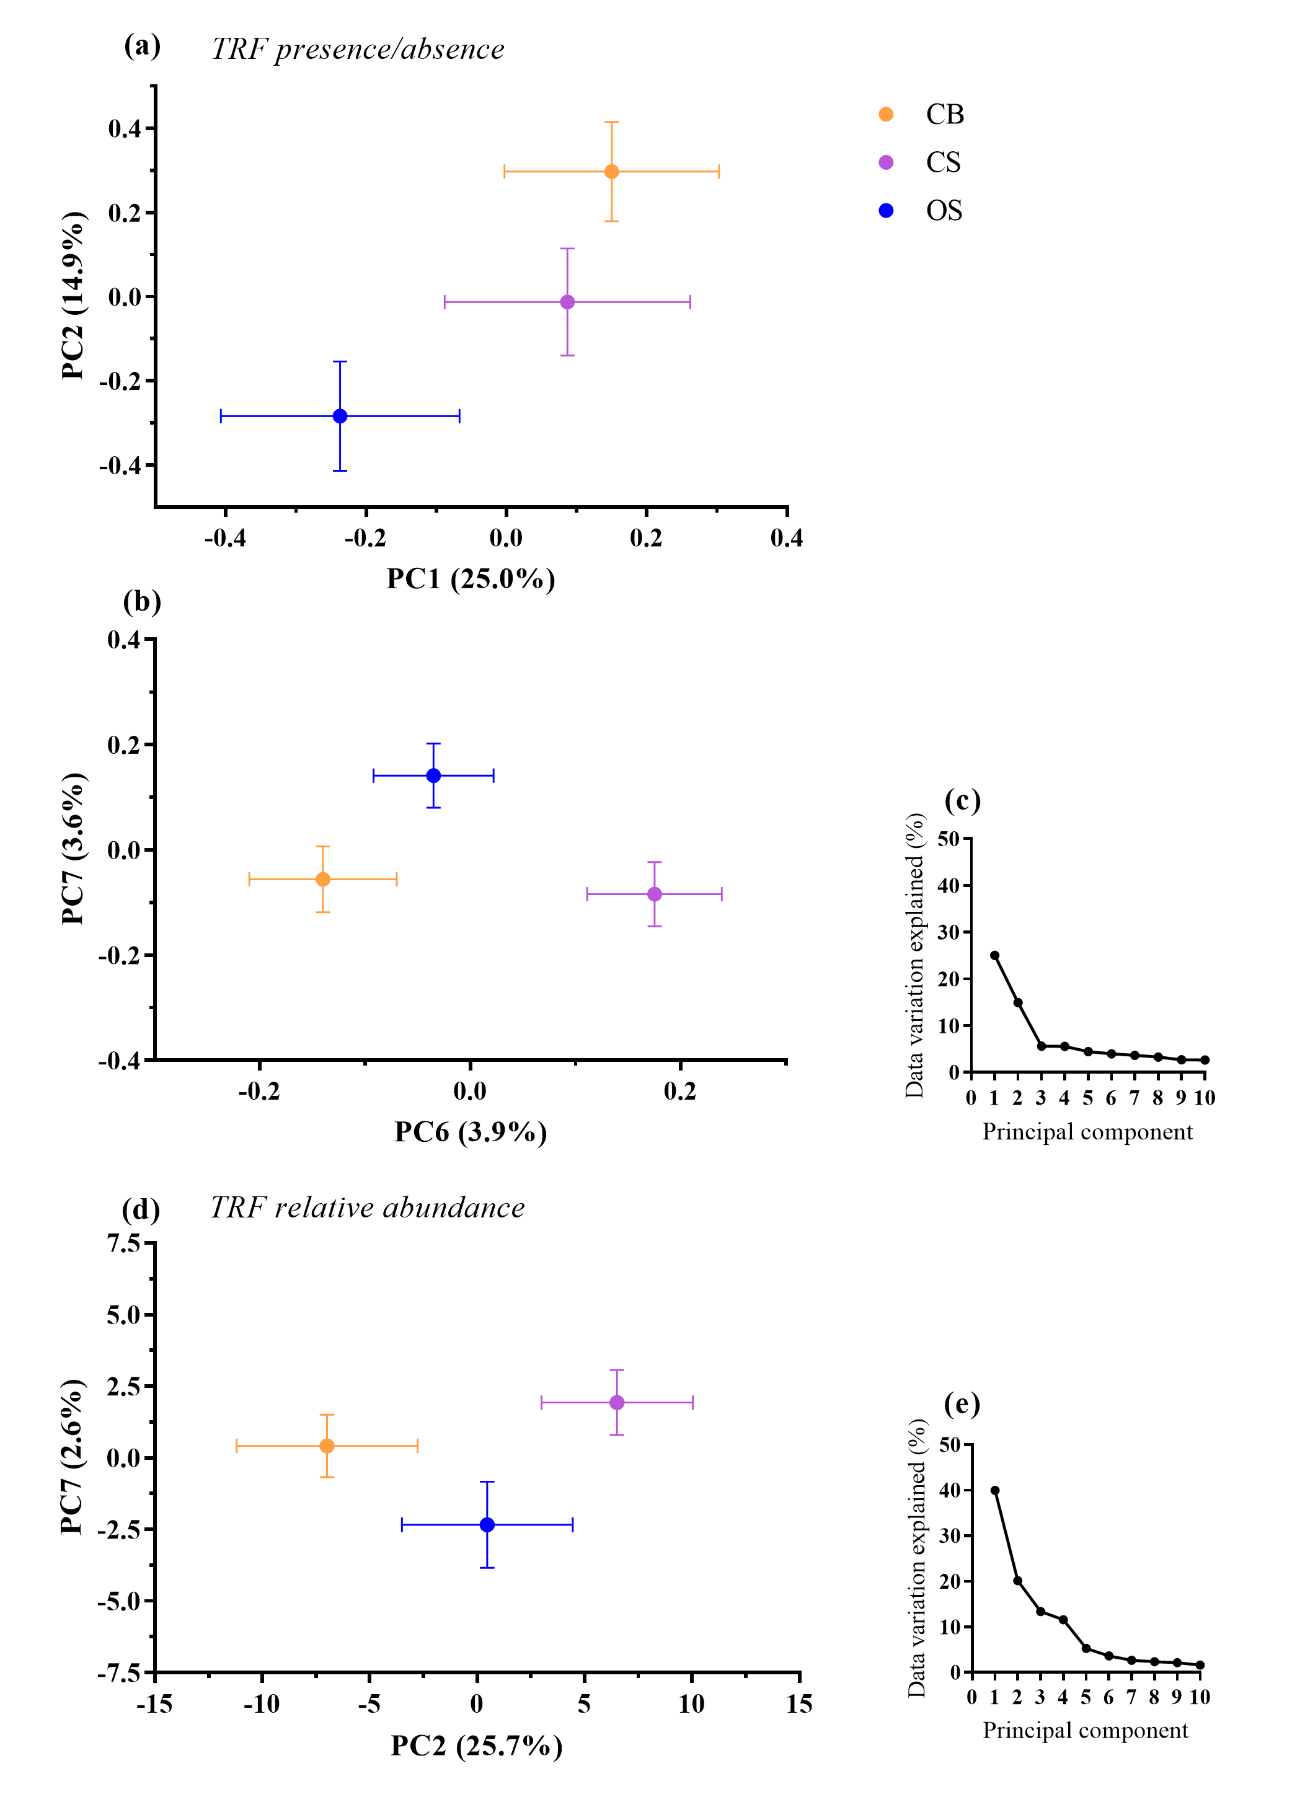 (a) TRF presence/absence
CB
CS
OS
0.4
0.2
0.0
-0.2
-0.4
PC2 (14.9%)
-0.4 -0.2 0.0 0.2 0.4
PC1 (25.0%)
(b)
0.4
0.2
0.0
-0.2
-0.4
PC7 (3.6%)
-0.2 0.0 0.2
PC6 (3.9%)
(c)
50
40
30
20
10
0
Data variation explained (%)
0 1 2 3 4 5 6 7 8 9 10
Principal component
(d) TRF relative abundance
7.5
5.0
2.5
0.0
-2.5
-5.0
-7.5
PC7 (2.6%)
-15 -10 -5 0 5 10 15
PC2 (25.7%)
(e)
50
40
30
20
10
0
Data variation explained (%)
0 1 2 3 4 5 6 7 8 9 10
Principal component